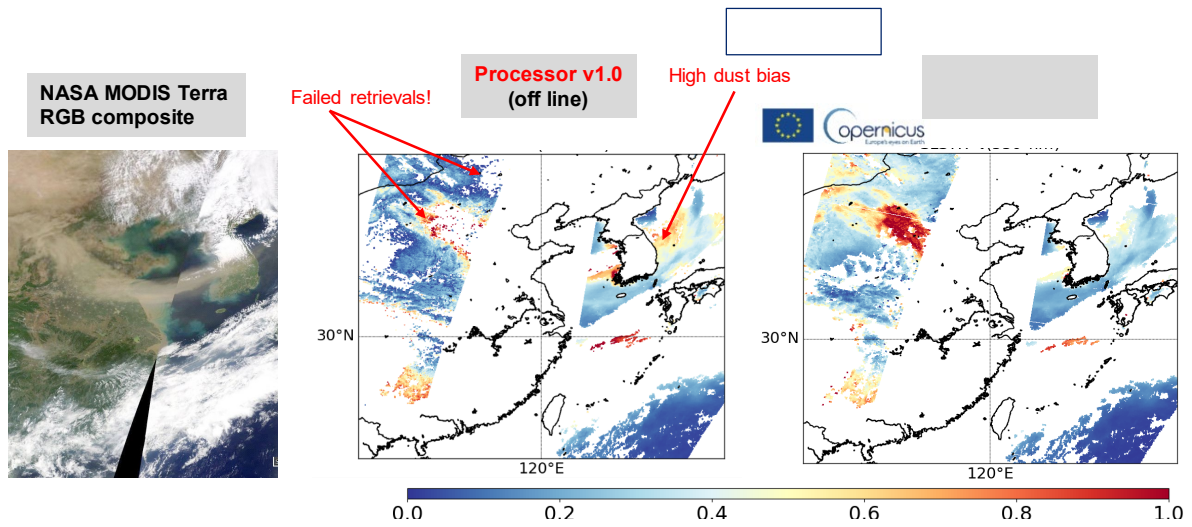 NASA MODIS Terra
RGB composite
Failed retrievals!
Processor v1.0
(off line)
High dust bias
opernicus
Europe's eyes on Earth
30°N
120°E
30°N
120°E
0.0 0.2 0.4 0.6 0.8 1.0